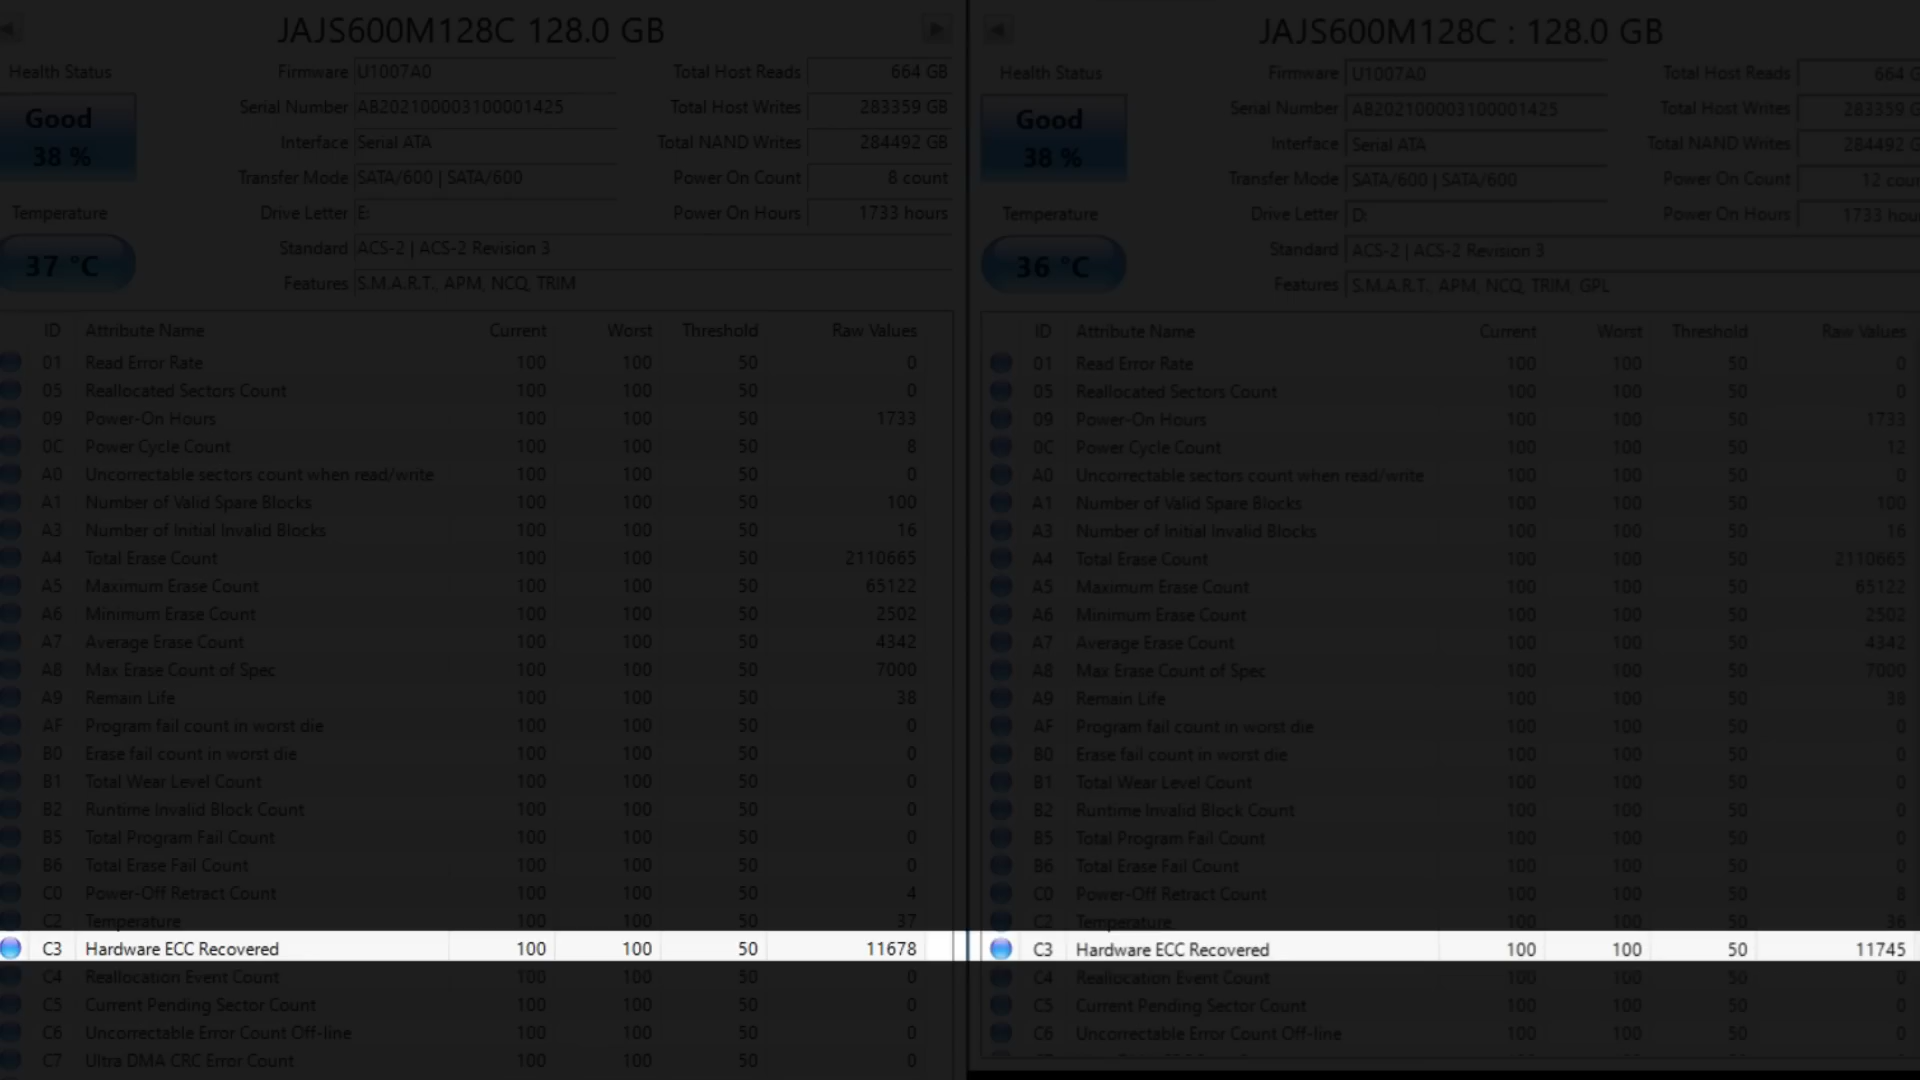 JAJS600M128C 128.0 GB
Health Status
Good
38 %
Temperature
37 °C
Firmware U1007A0
Serial Number AB202100003100001425
Interface Serial ATA
Transfer Mode SATA/600 | SATA/600
Drive Letter E:
Standard ACS-2 | ACS-2 Revision 3
Features S.M.A.R.T., APM, NCQ, TRIM
Total Host Reads 664 GB
Total Host Writes 283359 GB
Total NAND Writes 284492 GB
Power On Count 8 count
Power On Hours 1733 hours
ID Attribute Name Current Worst Threshold Raw Values
01 Read Error Rate 100 100 50 0
05 Reallocated Sectors Count 100 100 50 0
09 Power-On Hours 100 100 50 1733
0C Power Cycle Count 100 100 50 8
A0 Uncorrectable sectors count when read/write 100 100 50 0
A1 Number of Valid Spare Blocks 100 100 50 100
A3 Number of Initial Invalid Blocks 100 100 50 16
A4 Total Erase Count 100 100 50 2110665
A5 Maximum Erase Count 100 100 50 65122
A6 Minimum Erase Count 100 100 50 2502
A7 Average Erase Count 100 100 50 4342
A8 Max Erase Count of Spec 100 100 50 7000
A9 Remain Life 100 100 50 38
AF Program fail count in worst die 100 100 50 0
B0 Erase fail count in worst die 100 100 50 0
B1 Total Wear Level Count 100 100 50 0
B2 Runtime Invalid Block Count 100 100 50 0
B5 Total Program Fail Count 100 100 50 0
B6 Total Erase Fail Count 100 100 50 0
C0 Power-Off Retract Count 100 100 50 4
C2 Temperature 100 100 50 37
C3 Hardware ECC Recovered 100 100 50 11678
C4 Reallocation Event Count 100 100 50 0
C5 Current Pending Sector Count 100 100 50 0
C6 Uncorrectable Error Count Off-line 100 100 50 0
C7 Ultra DMA CRC Error Count 100 100 50 0
JAJS600M128C : 128.0 GB
Health Status
Good
38 %
Temperature
36 °C
Firmware U1007A0
Serial Number AB202100003100001425
Interface Serial ATA
Transfer Mode SATA/600 | SATA/600
Drive Letter D:
Standard ACS-2 | ACS-2 Revision 3
Features S.M.A.R.T., APM, NCQ, TRIM, GPL
Total Host Reads 664 G
Total Host Writes 283359 G
Total NAND Writes 284492 G
Power On Count 12 cour
Power On Hours 1733 hou
ID Attribute Name Current Worst Threshold Raw Values
01 Read Error Rate 100 100 50 0
05 Reallocated Sectors Count 100 100 50 0
09 Power-On Hours 100 100 50 1733
0C Power Cycle Count 100 100 50 12
A0 Uncorrectable sectors count when read/write 100 100 50 0
A1 Number of Valid Spare Blocks 100 100 50 100
A3 Number of Initial Invalid Blocks 100 100 50 16
A4 Total Erase Count 100 100 50 2110665
A5 Maximum Erase Count 100 100 50 65122
A6 Minimum Erase Count 100 100 50 2502
A7 Average Erase Count 100 100 50 4342
A8 Max Erase Count of Spec 100 100 50 7000
A9 Remain Life 100 100 50 38
AF Program fail count in worst die 100 100 50 0
B0 Erase fail count in worst die 100 100 50 0
B1 Total Wear Level Count 100 100 50 0
B2 Runtime Invalid Block Count 100 100 50 0
B5 Total Program Fail Count 100 100 50 0
B6 Total Erase Fail Count 100 100 50 0
C0 Power-Off Retract Count 100 100 50 8
C2 Temperature 100 100 50 36
C3 Hardware ECC Recovered 100 100 50 11745
C4 Reallocation Event Count 100 100 50 0
C5 Current Pending Sector Count 100 100 50 0
C6 Uncorrectable Error Count Off-line 100 100 50 0